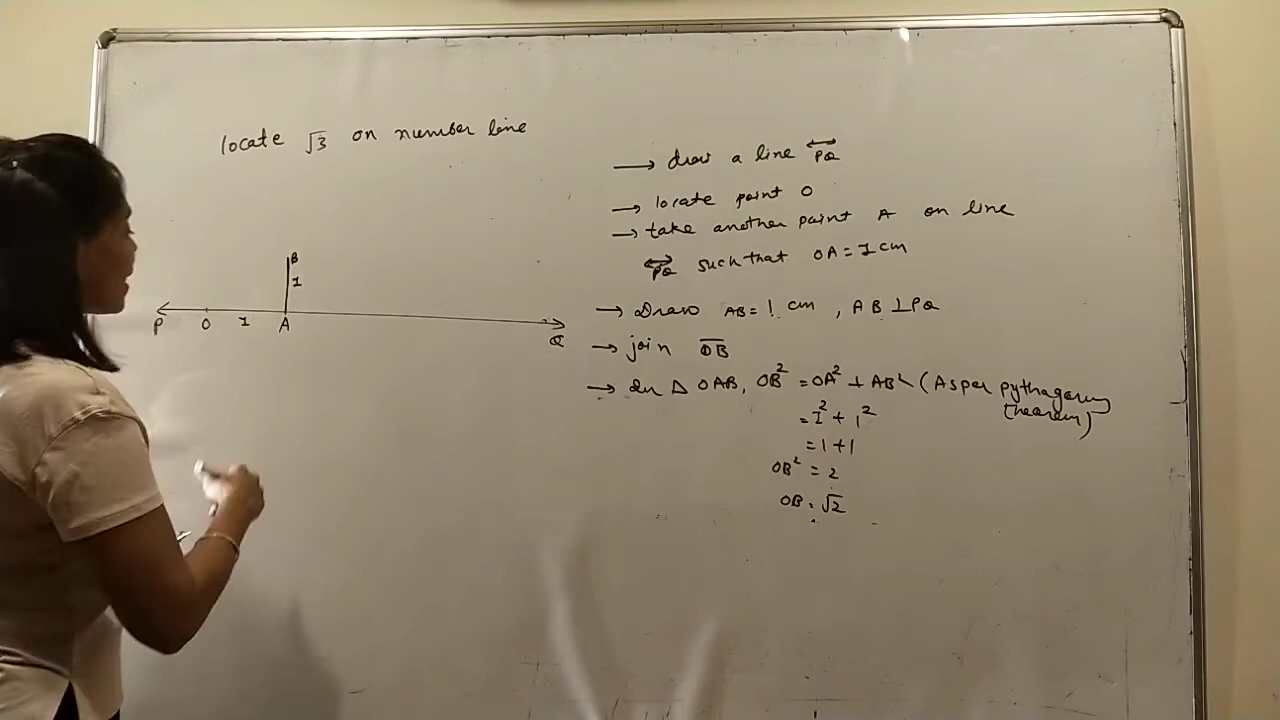 locate √3 on number line
→ draw a line PQ
→ locate point O
→ take another point A on line
PQ such that OA = 1 cm
→ Draw AB = 1 cm , AB ⊥ PQ
→ join OB
→ In Δ OAB, OB² = OA² + AB² (As per pythagorus
theorem)
= 1² + 1²
= 1 + 1
OB² = 2
OB = √2
B
1
P O 1 A Q